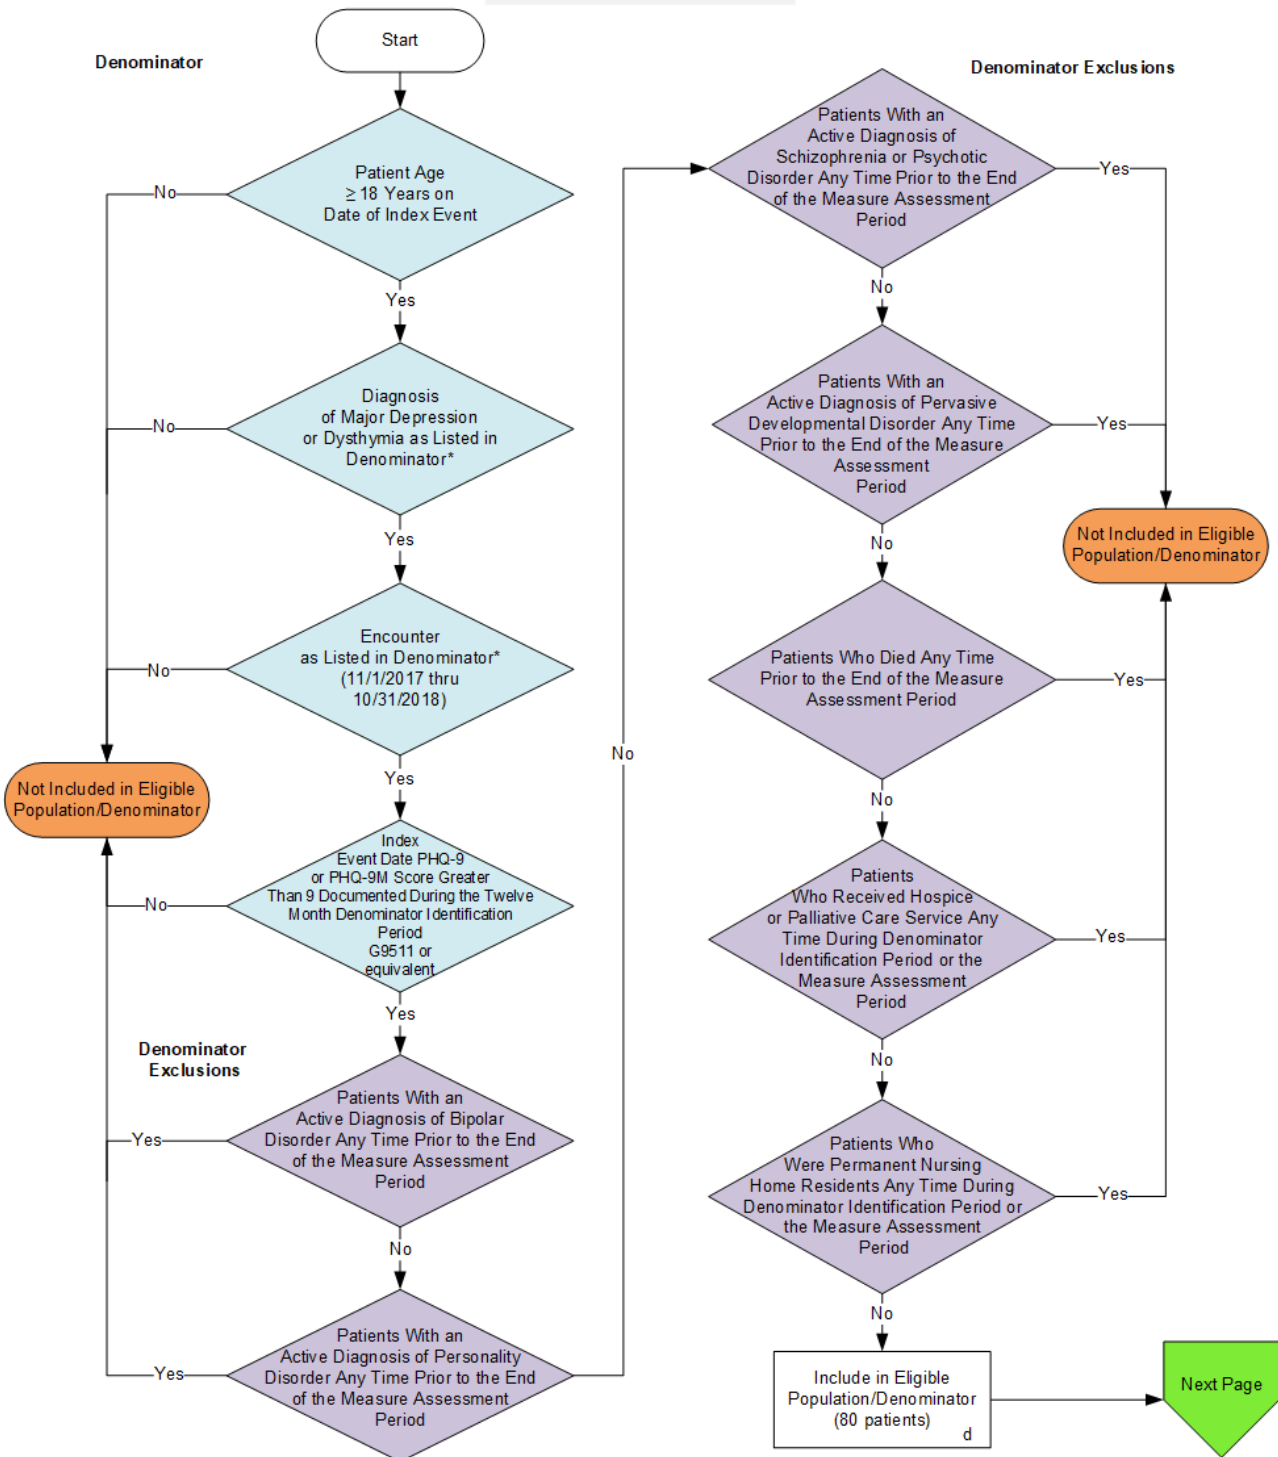 Start
Denominator
Patient Age
≥ 18 Years on
Date of Index Event
No
Yes
Diagnosis
of Major Depression
or Dysthymia as Listed in
Denominator*
No
Yes
Encounter
as Listed in Denominator*
(11/1/2017 thru
10/31/2018)
No
Yes
Not Included in Eligible
Population/Denominator
Index
Event Date PHQ-9
or PHQ-9M Score Greater
Than 9 Documented During the Twelve
Month Denominator Identification
Period
G9511 or
equivalent
No
Yes
Denominator
Exclusions
Patients With an
Active Diagnosis of Bipolar
Disorder Any Time Prior to the End
of the Measure Assessment
Period
Yes
No
Patients With an
Active Diagnosis of Personality
Disorder Any Time Prior to the End
of the Measure Assessment
Period
Yes
No
Denominator Exclusions
Patients With an
Active Diagnosis of
Schizophrenia or Psychotic
Disorder Any Time Prior to the End
of the Measure Assessment
Period
Yes
No
Patients With an
Active Diagnosis of Pervasive
Developmental Disorder Any Time
Prior to the End of the Measure
Assessment
Period
Yes
No
Not Included in Eligible
Population/Denominator
Patients Who Died Any Time
Prior to the End of the Measure
Assessment Period
Yes
No
Patients
Who Received Hospice
or Palliative Care Service Any
Time During Denominator
Identification Period or the
Measure Assessment
Period
Yes
No
Patients Who
Were Permanent Nursing
Home Residents Any Time During
Denominator Identification Period or
the Measure Assessment
Period
Yes
No
Include in Eligible
Population/Denominator
(80 patients)
d
Next Page